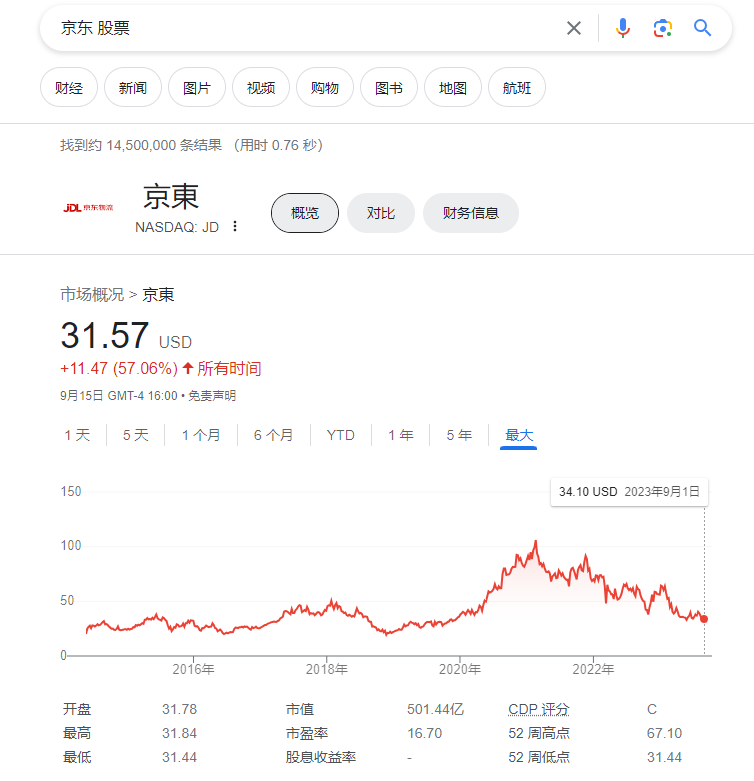 京东 股票
财经 新闻 图片 视频 购物 图书 地图 航班
找到约 14,500,000 条结果 （用时 0.76 秒）
JDL 京东物流
京東
NASDAQ: JD
概览 对比 财务信息
市场概况 > 京東
31.57 USD
+11.47 (57.06%) 所有时间
9月15日 GMT-4 16:00 • 免责声明
1 天 5 天 1 个月 6 个月 YTD 1 年 5 年 最大
34.10 USD 2023年9月1日
150
100
50
0
2016年 2018年 2020年 2022年
开盘 31.78 市值 501.44亿 CDP 评分 C
最高 31.84 市盈率 16.70 52 周高点 67.10
最低 31.44 股息收益率 - 52 周低点 31.44